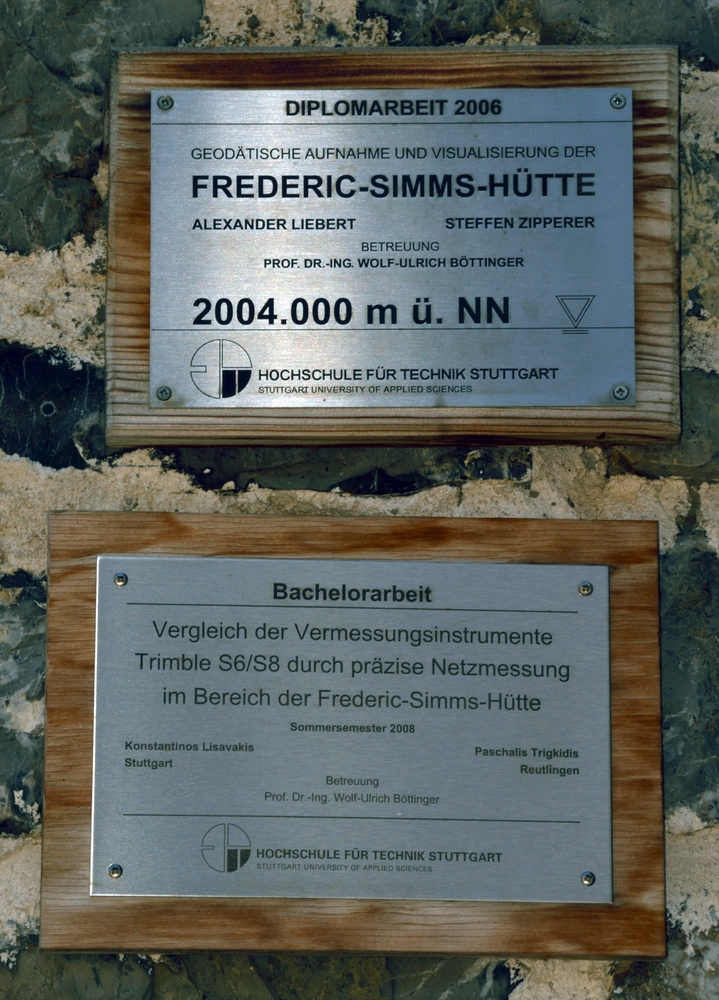 DIPLOMARBEIT 2006
GEODÄTISCHE AUFNAHME UND VISUALISIERUNG DER
FREDERIC-SIMMS-HÜTTE
ALEXANDER LIEBERT STEFFEN ZIPPERER
BETREUUNG
PROF. DR.-ING. WOLF-ULRICH BÖTTINGER
2004.000 m ü. NN
HOCHSCHULE FÜR TECHNIK STUTTGART
STUTTGART UNIVERSITY OF APPLIED SCIENCES
Bachelorarbeit
Vergleich der Vermessungsinstrumente
Trimble S6/S8 durch präzise Netzmessung
im Bereich der Frederic-Simms-Hütte
Sommersemester 2008
Konstantinos Lisavakis Paschalis Trigkidis
Stuttgart Reutlingen
Betreuung
Prof. Dr.-Ing. Wolf-Ulrich Böttinger
HOCHSCHULE FÜR TECHNIK STUTTGART
STUTTGART UNIVERSITY OF APPLIED SCIENCES